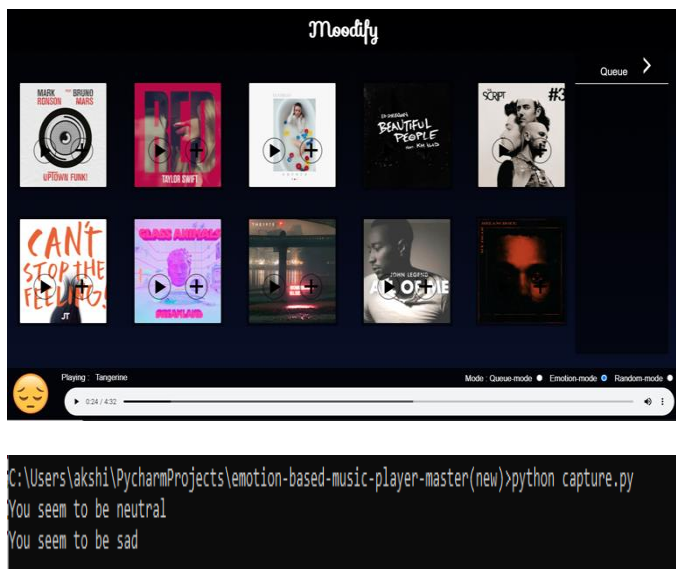 Moodify
Queue
MARK RONSON BRUNO MARS
UPTOWN FUNK!
RED
TAYLOR SWIFT
ED SHEERAN
BEAUTIFUL
PEOPLE
FEAT. KHALID
THE SCRIPT #3
CAN'T
STOP THE
FEELING!
JT
GLASS ANIMALS
DREAMLAND
JOHN LEGEND
ALL OF ME
Playing : Tangerine
Mode : Queue-mode Emotion-mode Random-mode
0:24 / 4:32
C:\Users\akshi\PycharmProjects\emotion-based-music-player-master(new)>python capture.py
You seem to be neutral
You seem to be sad